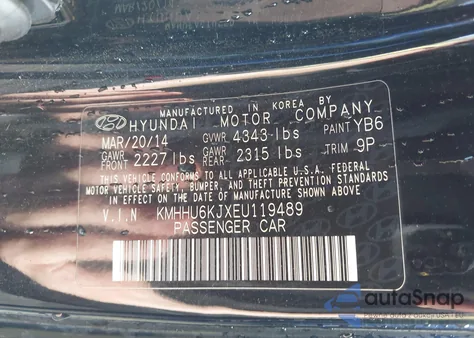 MANUFACTURED IN KOREA BY
HYUNDAI MOTOR COMPANY
MAR/20/14 GVWR 4343 lbs PAINT YB6
GAWR FRONT 2227 lbs GAWR REAR 2315 lbs TRIM 9P
THIS VEHICLE CONFORMS TO ALL APPLICABLE U.S.A. FEDERAL
MOTOR VEHICLE SAFETY, BUMPER, AND THEFT PREVENTION
STANDARDS IN EFFECT ON THE DATE OF MANUFACTURE
SHOWN ABOVE.
V.I.N KMHHU6KJXEU119489
PASSENGER CAR
autoSnap